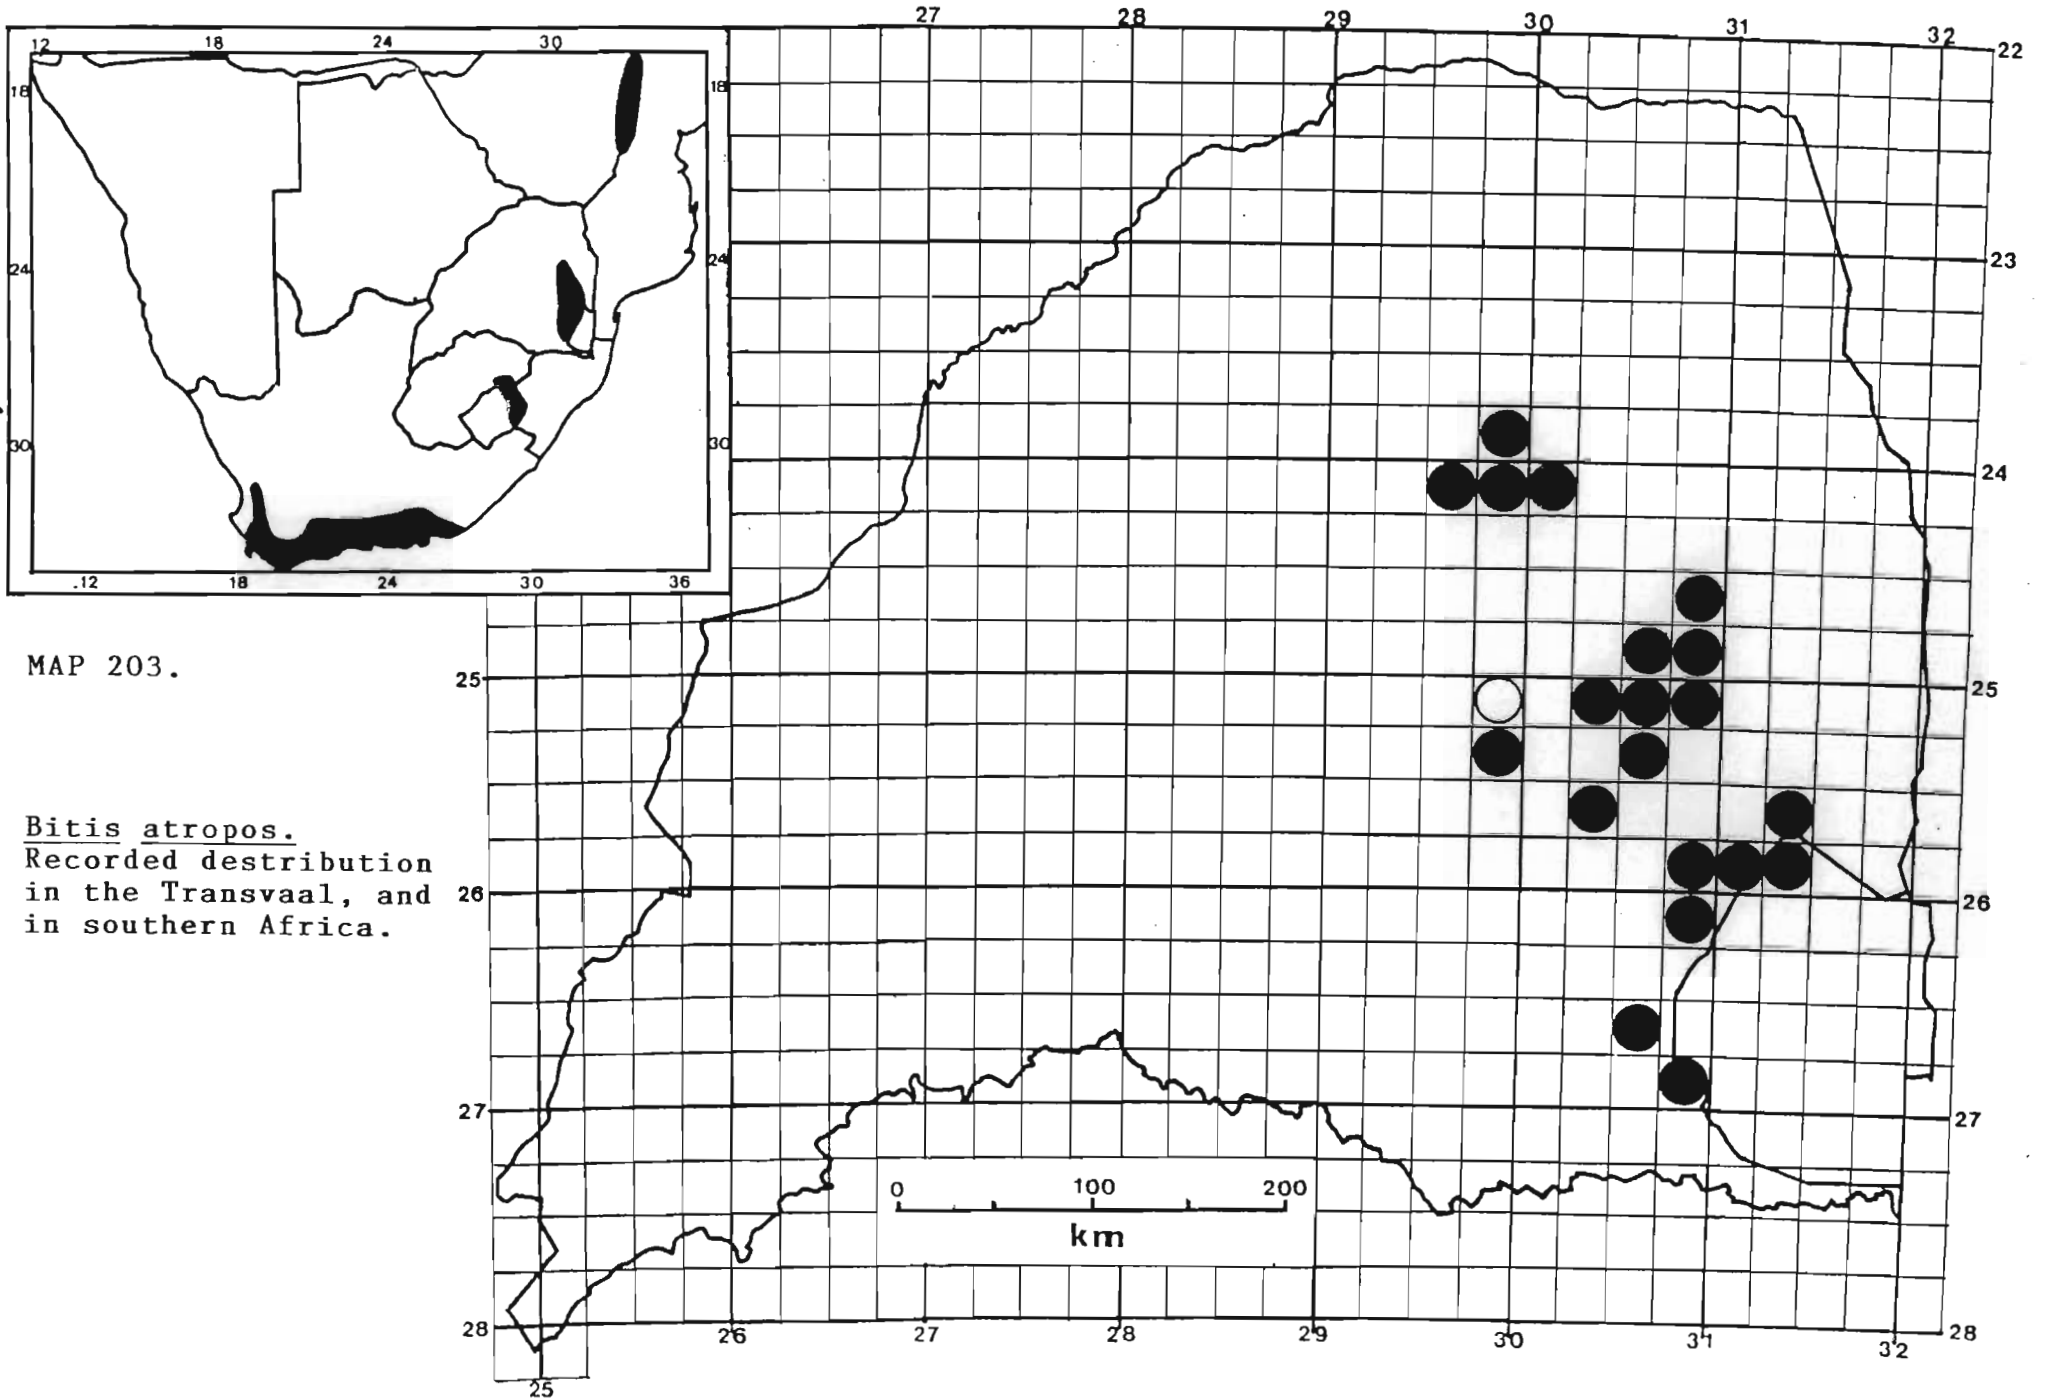 27 28 29 30 31 32
22
12 18 24 30
18 18
24 24
30 30
.12 18 24 30 36
23
24
MAP 203.
25 25
Bitis atropos.
Recorded destribution
in the Transvaal, and
in southern Africa.
26 26
27 27
0 100 200
km
28 28
26 27 28 29 30 31 32
25